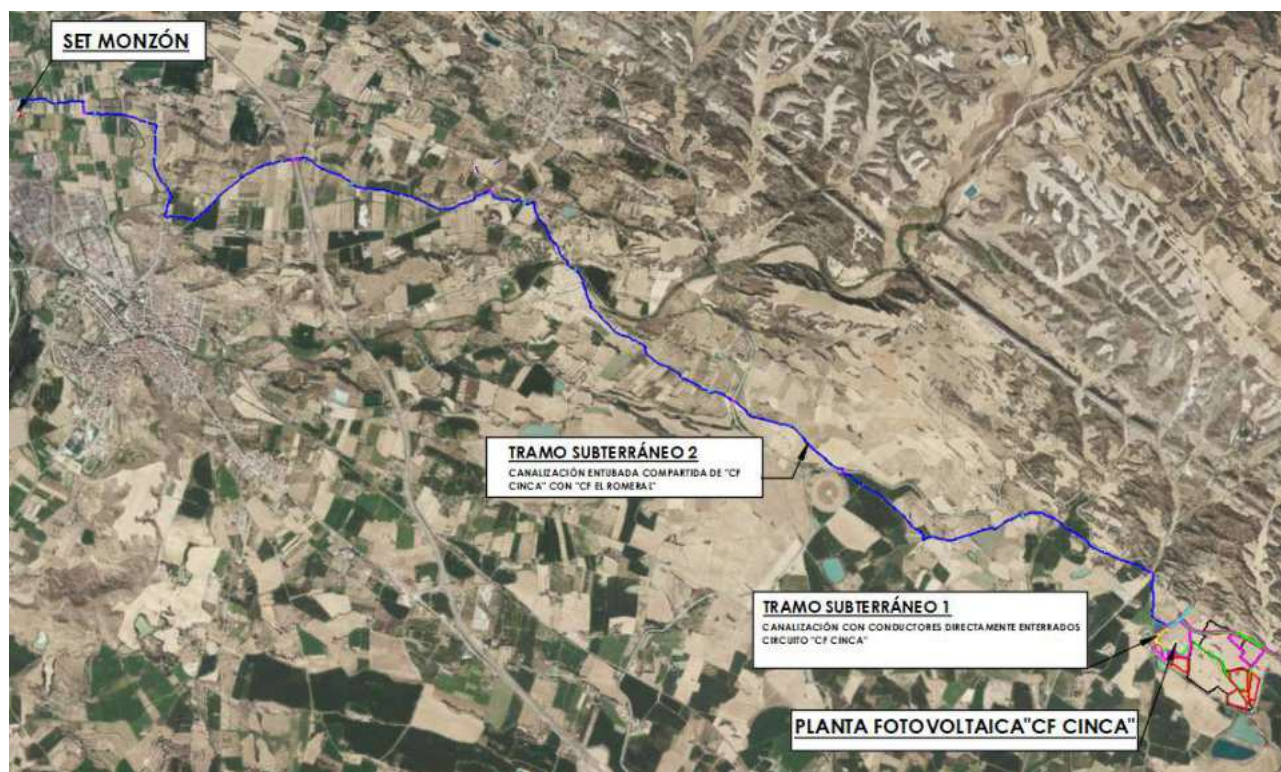 SET MONZÓN
TRAMO SUBTERRÁNEO 2
CANALIZACIÓN ENTUBADA COMPARTIDA DE "CF
CINCA" CON "CF EL ROMERAL"
TRAMO SUBTERRÁNEO 1
CANALIZACIÓN CON CONDUCTORES DIRECTAMENTE ENTERRADOS
CIRCUITO "CF CINCA"
PLANTA FOTOVOLTAICA"CF CINCA"